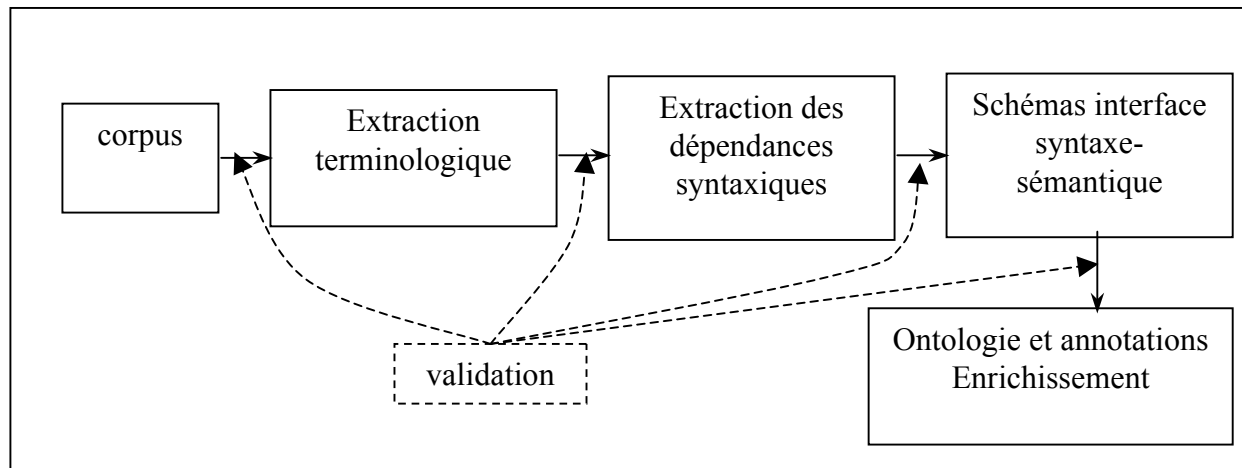 corpus
Extraction
terminologique
Extraction des
dépendances
syntaxiques
Schémas interface
syntaxe-
sémantique
validation
Ontologie et annotations
Enrichissement